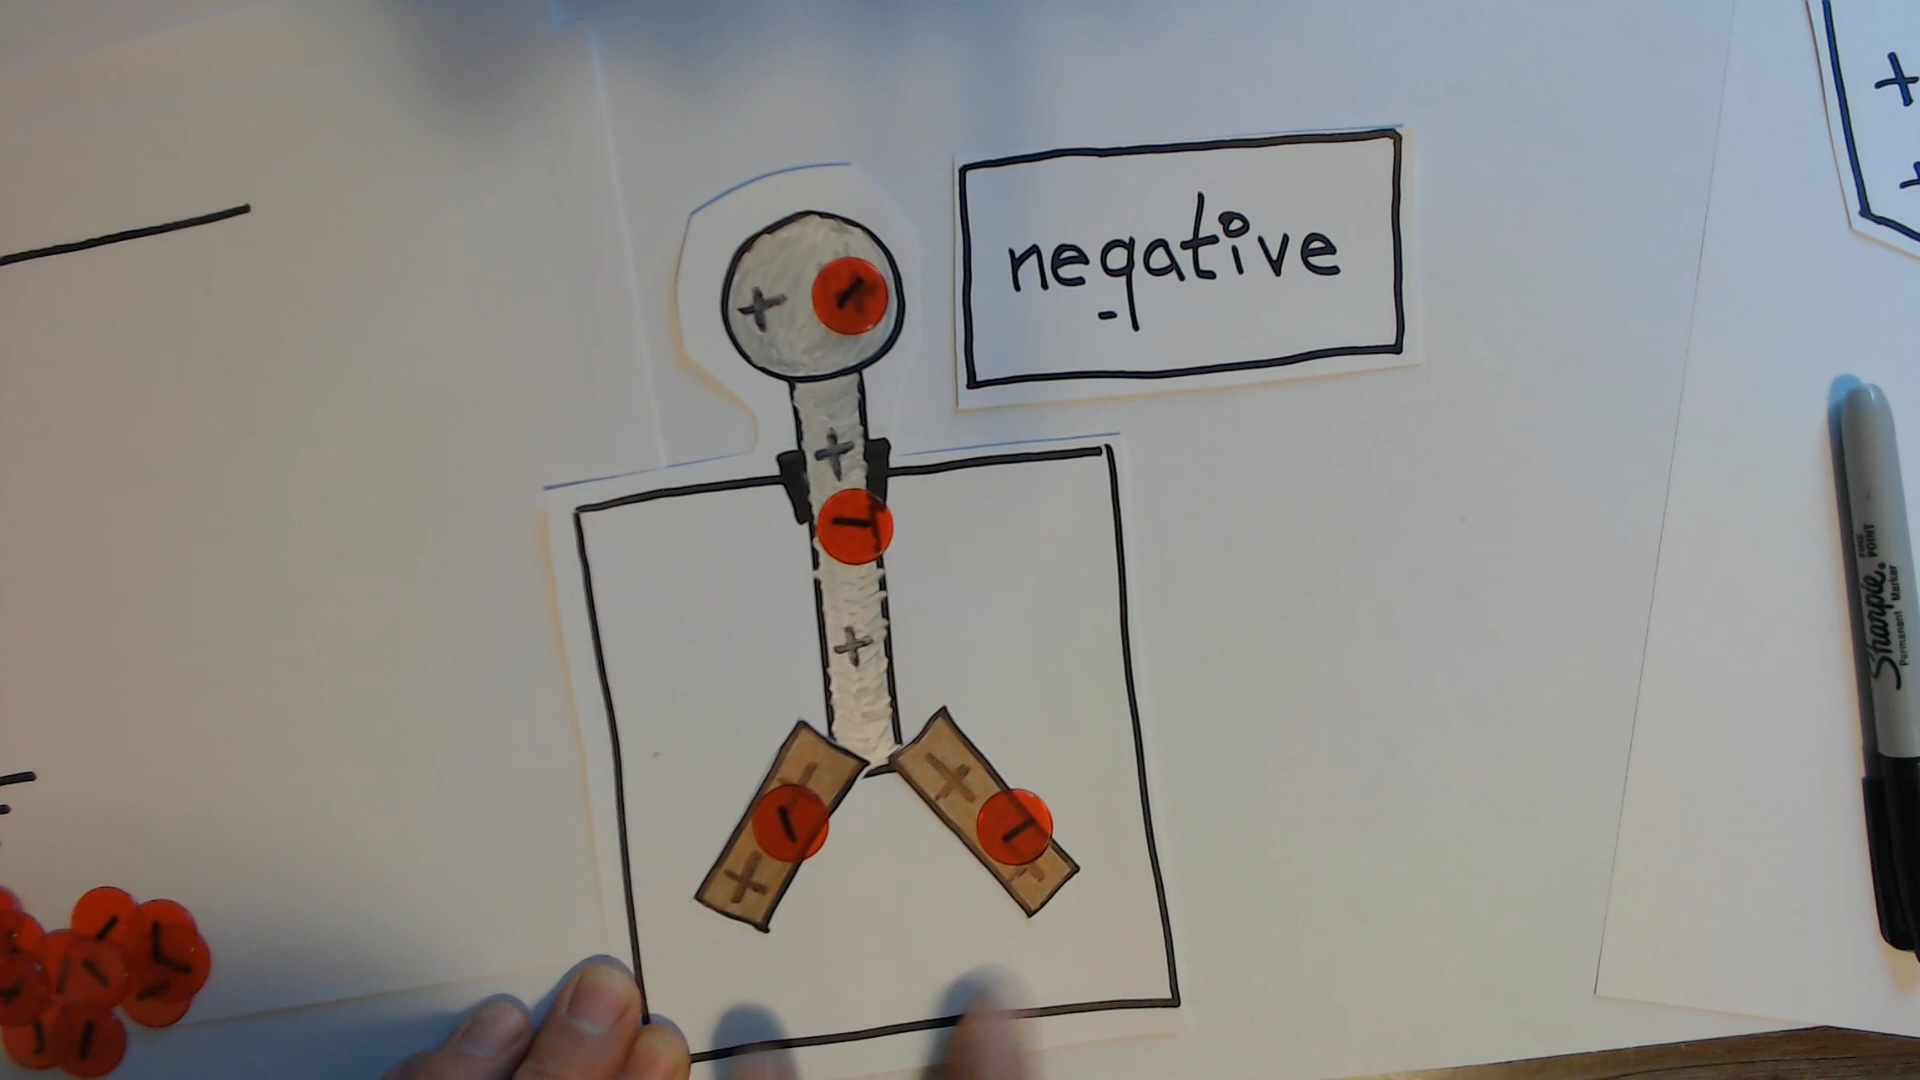 +
+
negative
-
+ -
+
-
+
+ +
- -
+ +
Sharpie.
FINE POINT
Permanent Marker